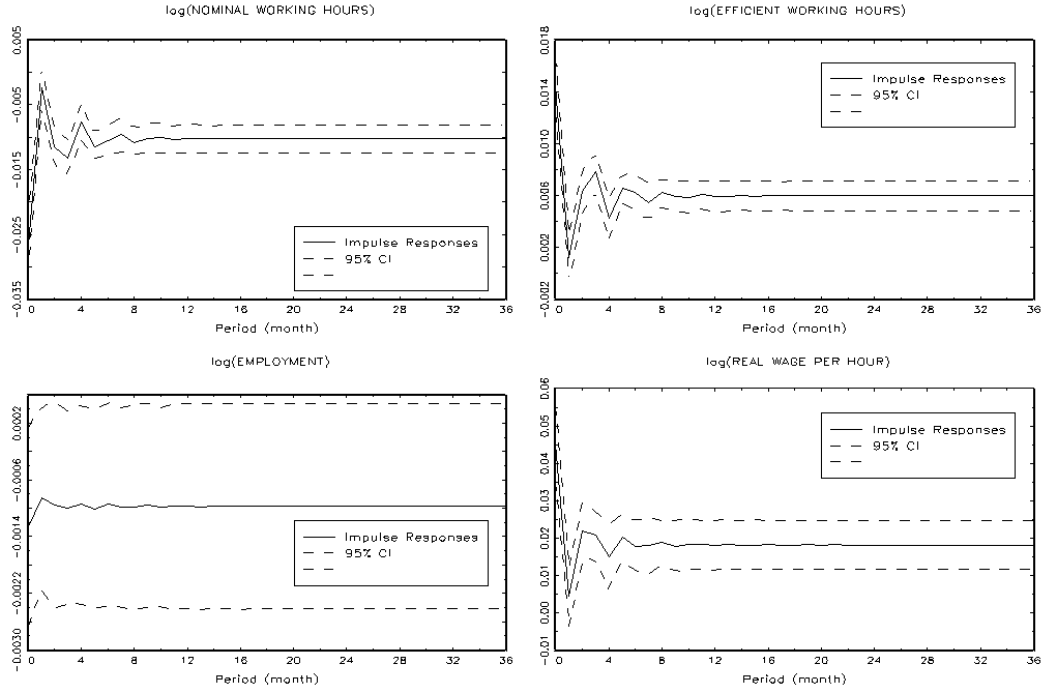 log(NOMINAL WORKING HOURS)
0.005
-0.005
-0.015
-0.025
-0.035
Impulse Responses
95% CI
0 4 8 12 16 20 24 28 32 36
Period (month)
log(EFFICIENT WORKING HOURS)
0.018
0.014
0.010
0.006
0.002
-0.002
Impulse Responses
95% CI
0 4 8 12 16 20 24 28 32 36
Period (month)
log(EMPLOYMENT)
0.0002
-0.0006
-0.0014
-0.0022
-0.0030
Impulse Responses
95% CI
0 4 8 12 16 20 24 28 32 36
Period (month)
log(REAL WAGE PER HOUR)
0.06
0.05
0.04
0.03
0.02
0.01
0.00
-0.01
Impulse Responses
95% CI
0 4 8 12 16 20 24 28 32 36
Period (month)